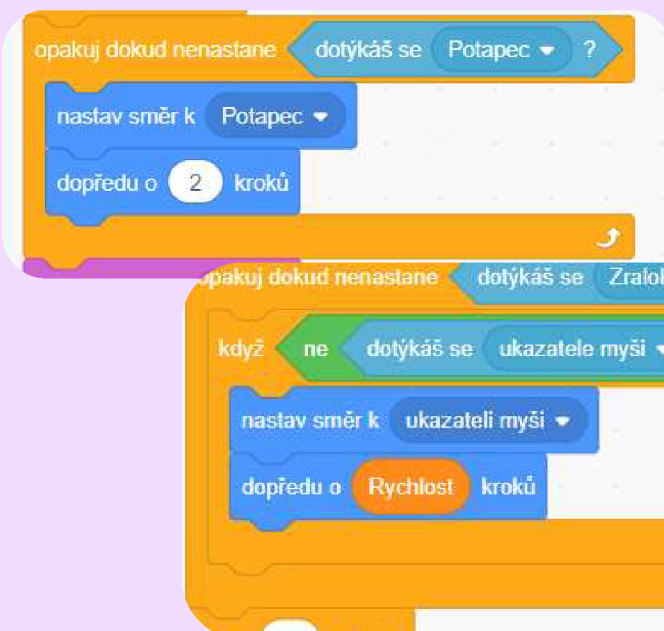 opakuj dokud nenastane dotýkáš se Potapec ?
nastav směr k Potapec
dopředu o 2 kroků
opakuj dokud nenastane dotýkáš se Zralok
když ne dotýkáš se ukazatele myši
nastav směr k ukazateli myši
dopředu o Rychlost kroků